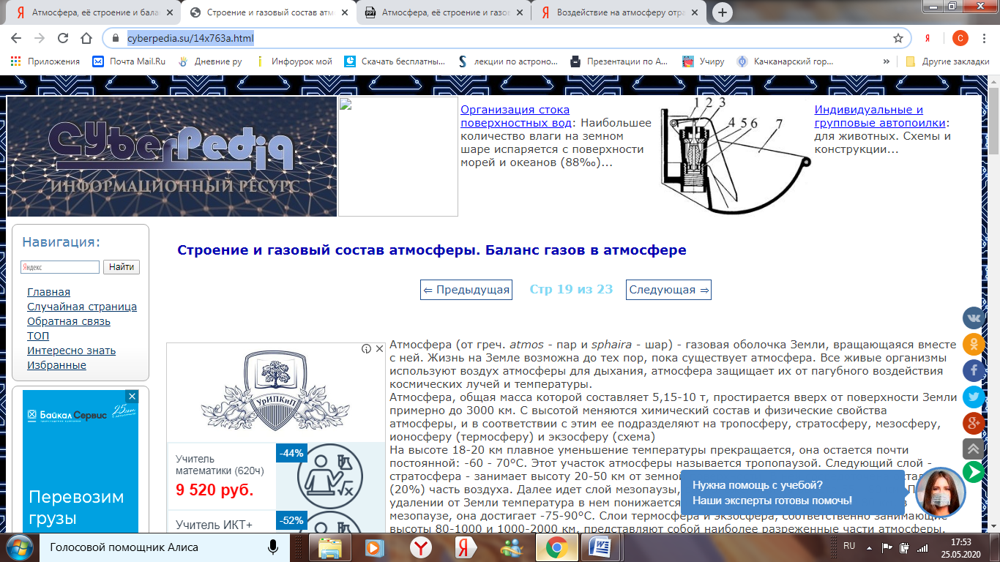 Атмосфера, её строение и бала
Строение и газовый состав атм
Атмосфера, её строение и газо
Воздействие на атмосферу отра
cyberpedia.su/14x763a.html
Приложения
Почта Mail.Ru
Дневние ру
Инфоурок мой
Скачать бесплатны...
лекции по астроно...
Презентации по А...
Учиру
Качканарский гор...
»
Другие закладки
CyberPedia
ИНФОРМАЦИОННЫЙ РЕСУРС
Организация стока
поверхностных вод: Наибольшее
количество влаги на земном
шаре испаряется с поверхности
морей и океанов (88‰)...
1 2 3
4 5 6 7
Индивидуальные и
групповые автопоилки:
для животных. Схемы и
конструкции...
Навигация:
Яндекс
Найти
Главная
Случайная страница
Обратная связь
ТОП
Интересно знать
Избранные
Строение и газовый состав атмосферы. Баланс газов в атмосфере
⇐ Предыдущая Стр 19 из 23 Следующая ⇒
Байкал Сервис
25 лет
Перевозим
грузы
УрИПКиП
-44%
Учитель
математики (620ч)
9 520 руб.
-52%
Учитель ИКТ+
Атмосфера (от греч. atmos - пар и sphaira - шар) - газовая оболочка Земли, вращающаяся вместе
с ней. Жизнь на Земле возможна до тех пор, пока существует атмосфера. Все живые организмы
используют воздух атмосферы для дыхания, атмосфера защищает их от пагубного воздействия
космических лучей и температуры.
Атмосфера, общая масса которой составляет 5,15-10 т, простирается вверх от поверхности Земли
примерно до 3000 км. С высотой меняются химический состав и физические свойства
атмосферы, и в соответствии с этим ее подразделяют на тропосферу, стратосферу, мезосферу,
ионосферу (термосферу) и экзосферу (схема)
На высоте 18-20 км плавное уменьшение температуры прекращается, она остается почти
постоянной: -60 - 70°С. Этот участок атмосферы называется тропопаузой. Следующий слой -
стратосфера - занимает высоту 20-50 км от земной
(20%) часть воздуха. Далее идет слой мезопаузы,
удалении от Земли температура в нем понижается
мезопаузе, она достигает -75-90°С. Слои термосфера и экзосфера, соответственно занимающие
высоты 80-1000 и 1000-2000 км, представляют собой наиболее разреженные части атмосферы.
Нужна помощь с учебой?
Наши эксперты готовы помочь!
Голосовой помощник Алиса
RU
17:53
25.05.2020